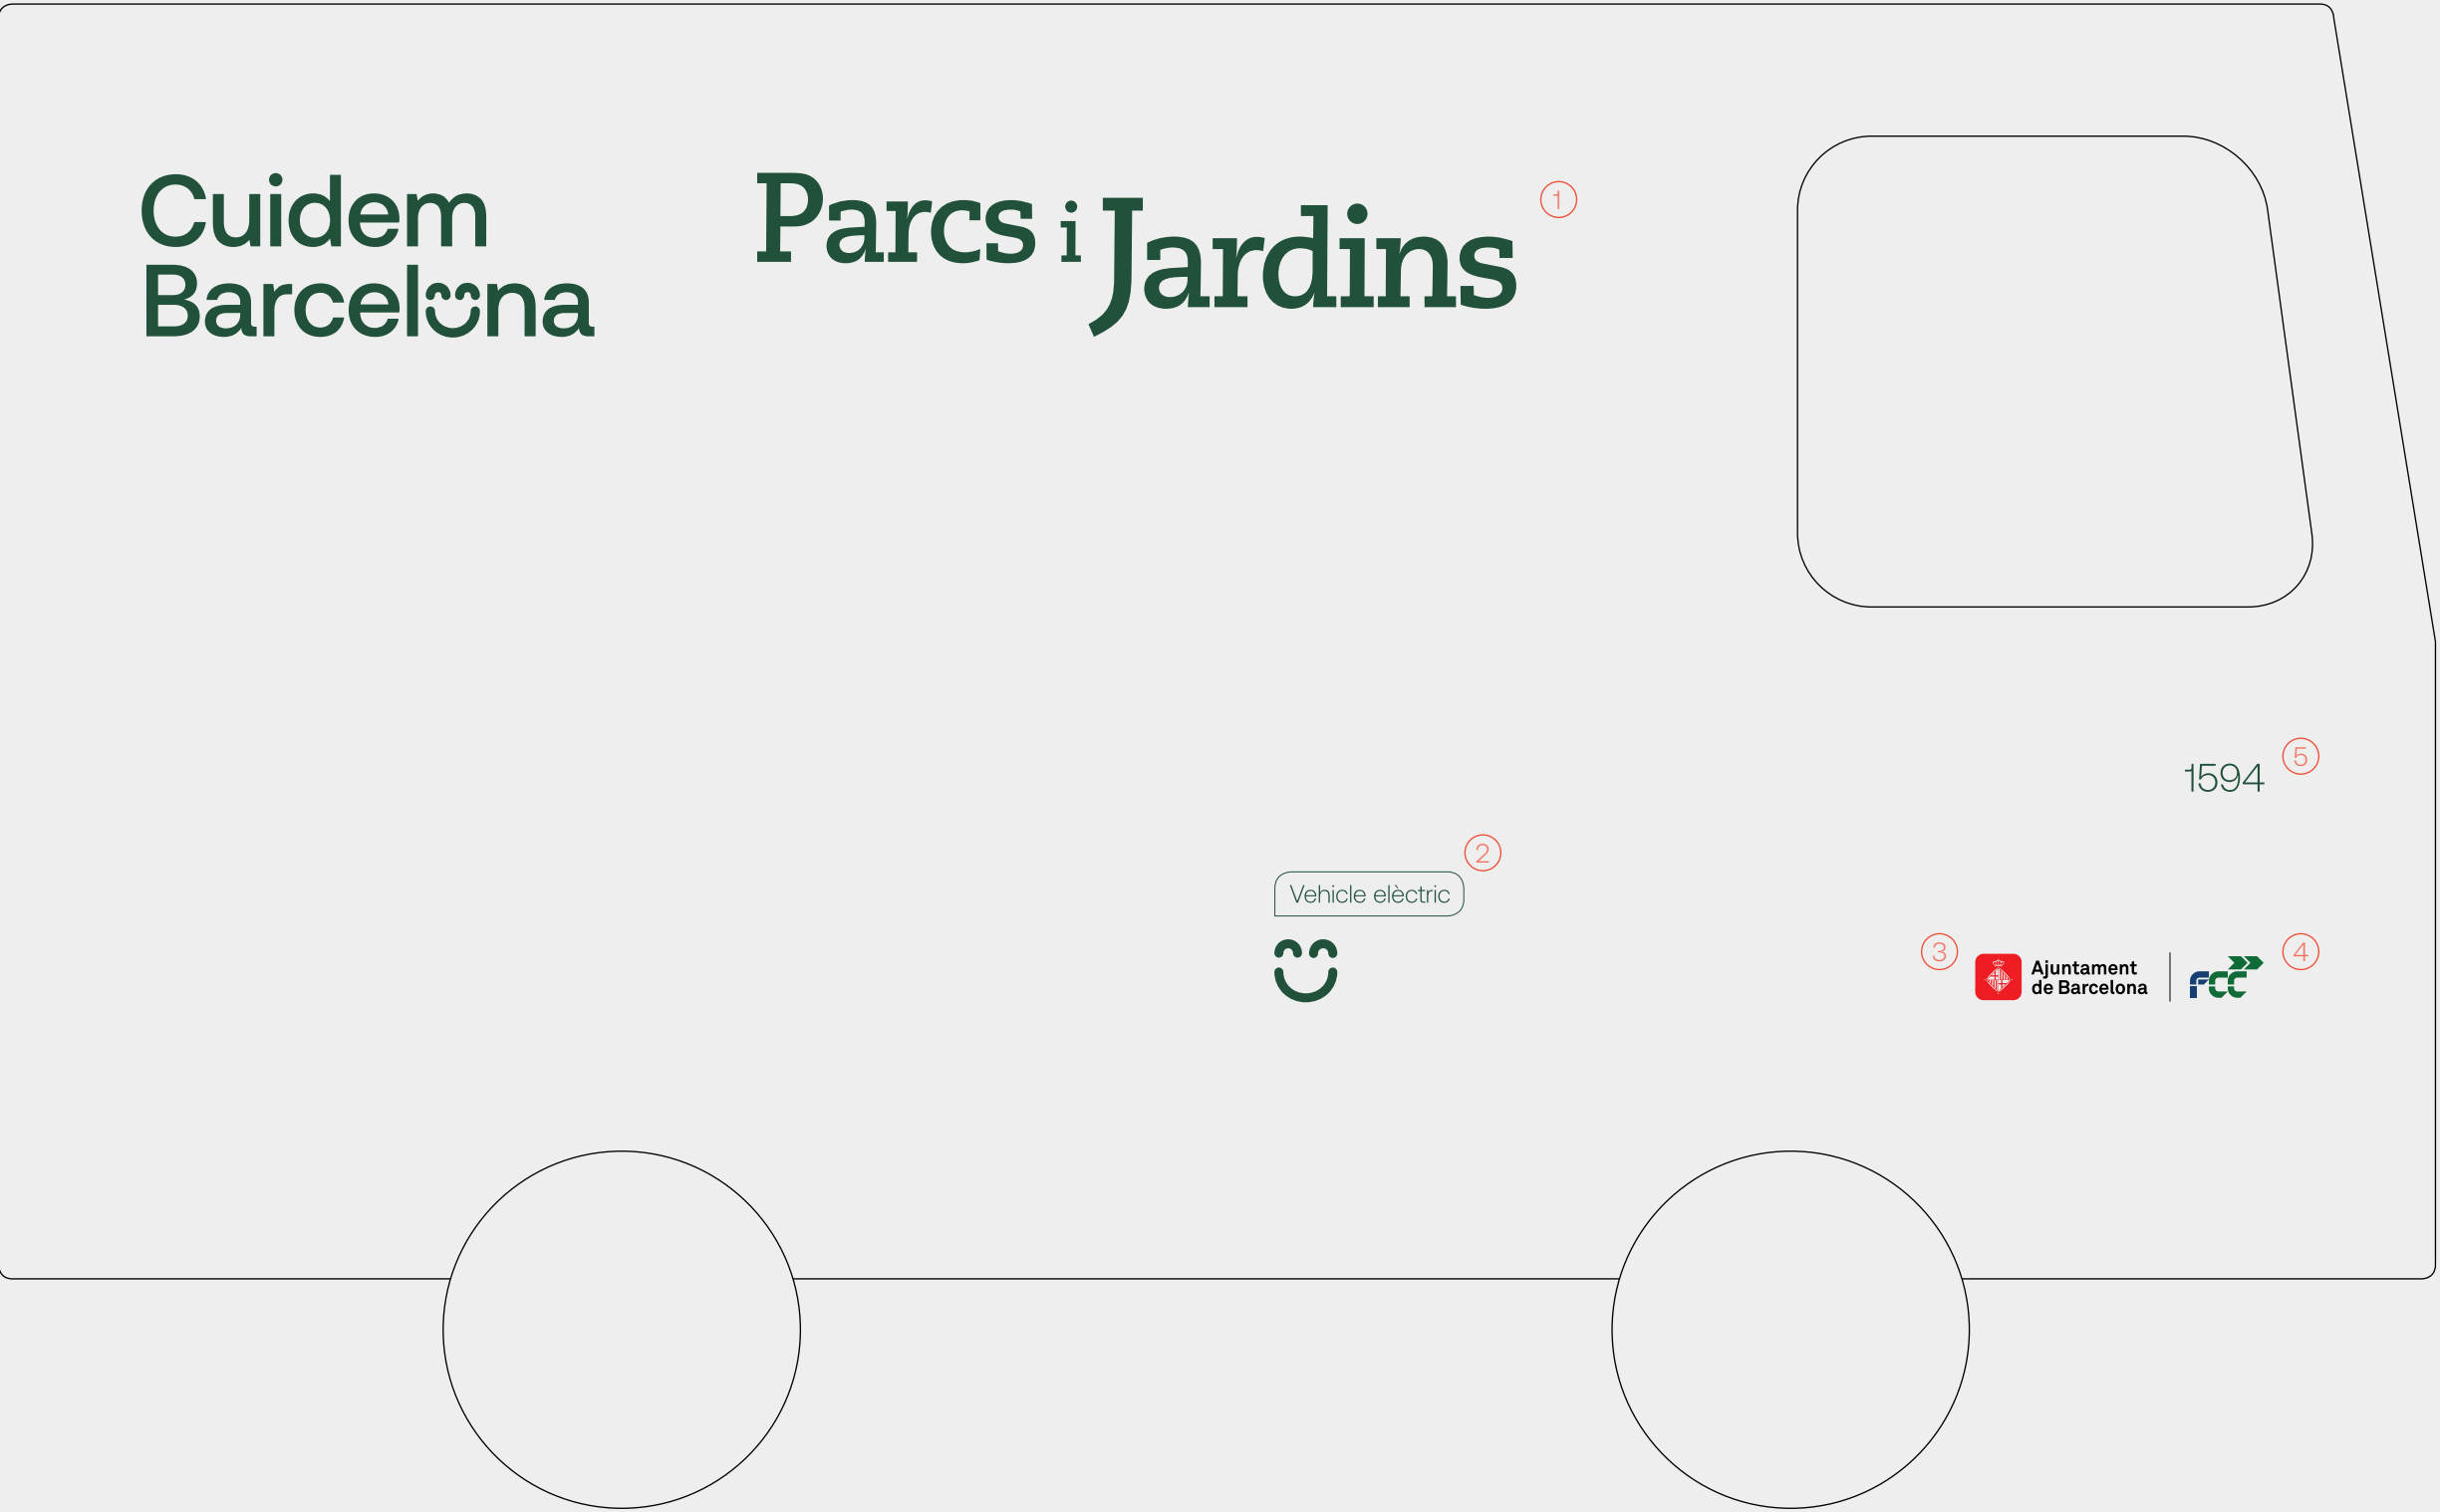 Cuidem
Barcelona
Parcs i Jardins
1
1594
5
2
Vehicle elèctric
3
Ajuntament
de Barcelona
FCC
4